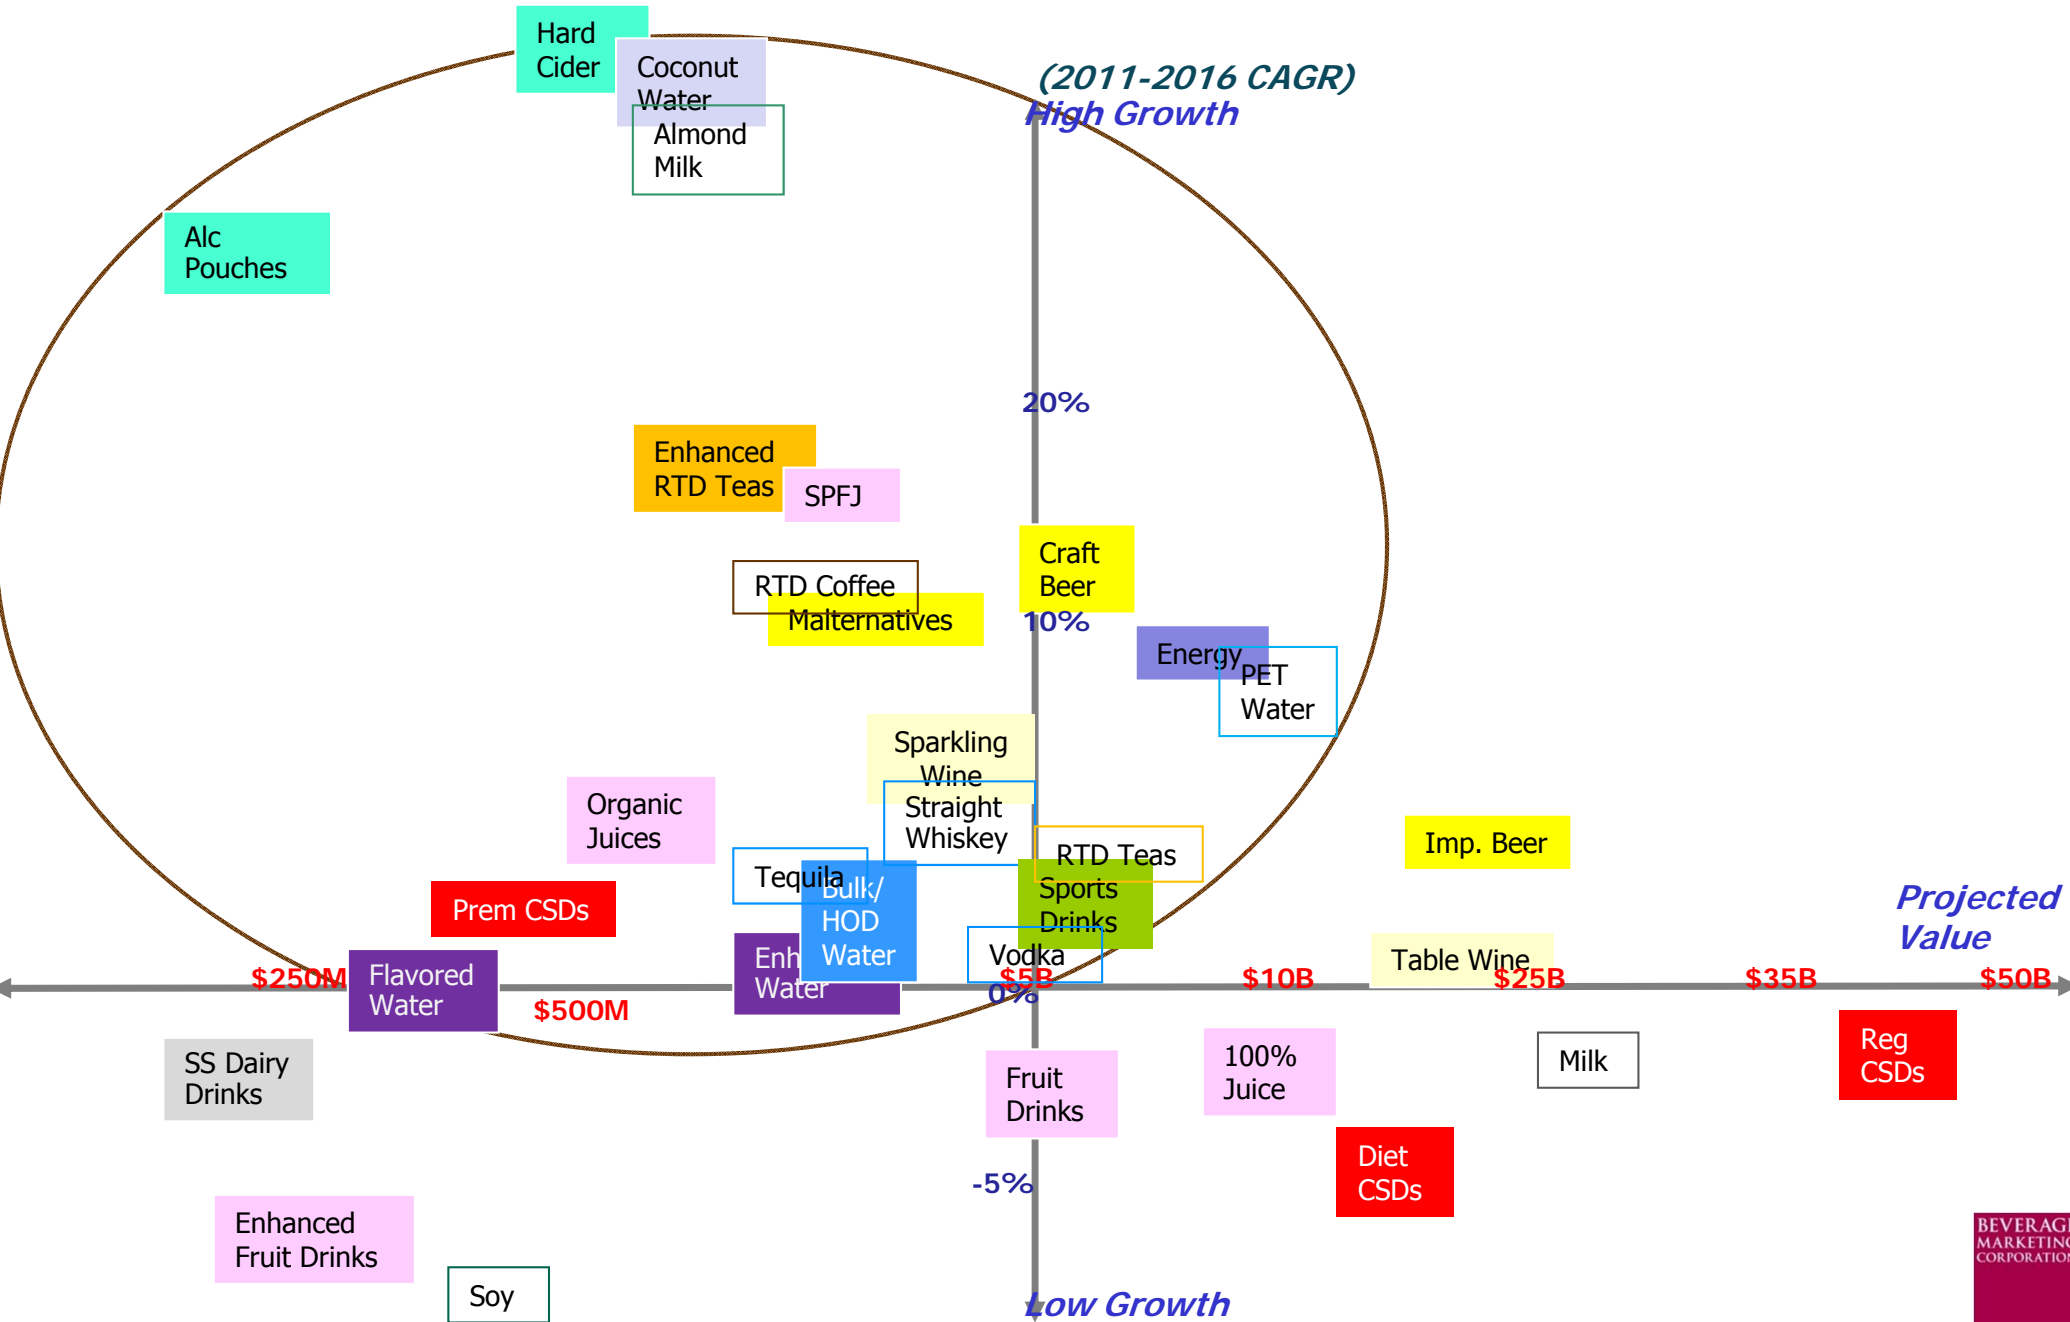 Hard
Cider
Coconut
Water
(2011-2016 CAGR)
High Growth
Almond
Milk
Alc
Pouches
20%
Enhanced
RTD Teas
SPFJ
Craft
Beer
RTD Coffee
Malternatives
10%
Energy
PET
Water
Sparkling
Wine
Organic
Juices
Straight
Whiskey
Imp. Beer
RTD Teas
Tequila
Bulk/
HOD
Water
Sports
Drinks
Prem CSDs
Projected
Value
Enh
Water
Vodka
Table Wine
Flavored
Water
$250M
$500M
$5B
0%
$10B
$25B
$35B
$50B
SS Dairy
Drinks
Fruit
Drinks
100%
Juice
Milk
Reg
CSDs
Diet
CSDs
-5%
Enhanced
Fruit Drinks
Soy
Low Growth
BEVERAGE
MARKETING
CORPORATION